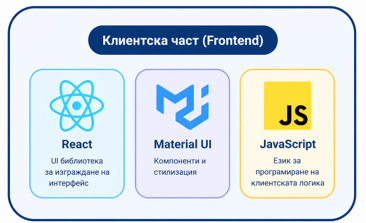 Клиентска част (Frontend)
JS
React
UI библиотека
за изграждане на
интерфейс
Material UI
Компоненти и
стилизация
JavaScript
Език за
програмиране на
клиентската логика